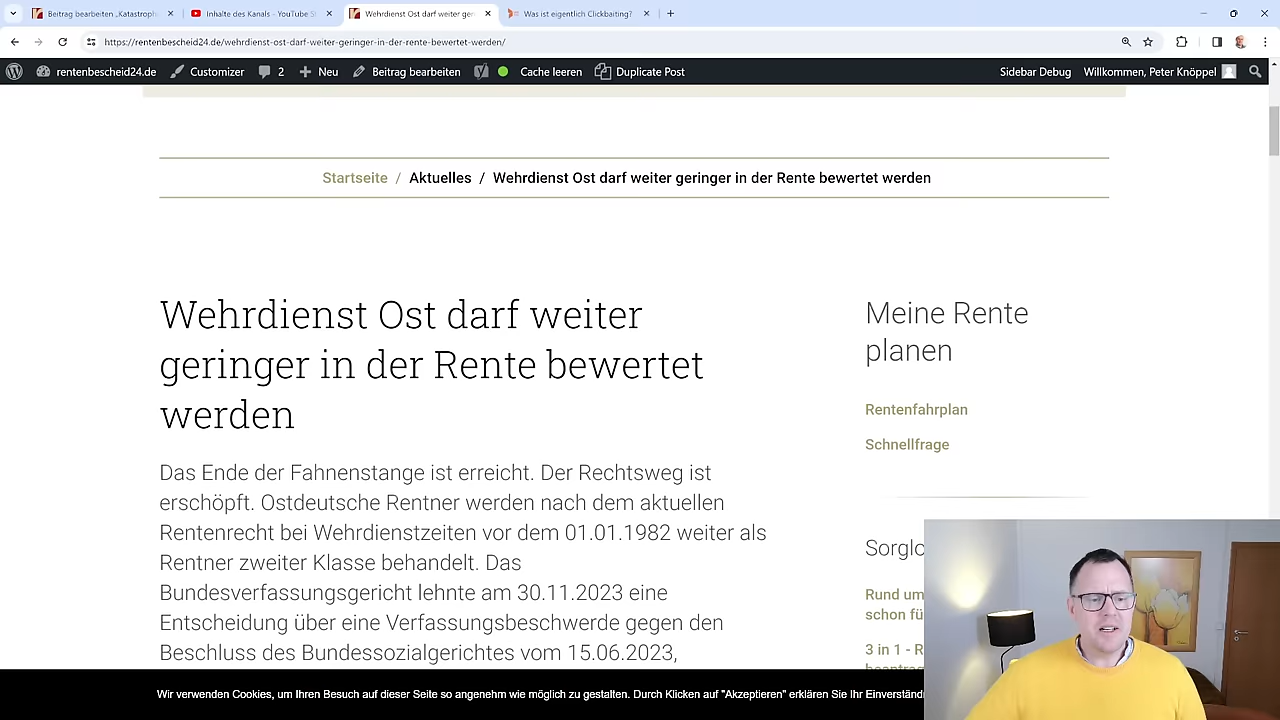 Beitrag bearbeiten „Katastroph
Inhalte des Kanals – YouTube St
Wehrdienst Ost darf weiter ger
Was ist eigentlich Clickbaiting?
https://rentenbescheid24.de/wehrdienst-ost-darf-weiter-geringer-in-der-rente-bewertet-werden/
rentenbescheid24.de Customizer 2 Neu Beitrag bearbeiten Cache leeren Duplicate Post Sidebar Debug Willkommen, Peter Knöppel
Startseite / Aktuelles / Wehrdienst Ost darf weiter geringer in der Rente bewertet werden
Wehrdienst Ost darf weiter
geringer in der Rente bewertet
werden
Das Ende der Fahnenstange ist erreicht. Der Rechtsweg ist
erschöpft. Ostdeutsche Rentner werden nach dem aktuellen
Rentenrecht bei Wehrdienstzeiten vor dem 01.01.1982 weiter als
Rentner zweiter Klasse behandelt. Das
Bundesverfassungsgericht lehnte am 30.11.2023 eine
Entscheidung über eine Verfassungsbeschwerde gegen den
Beschluss des Bundessozialgerichtes vom 15.06.2023,
Meine Rente
planen
Rentenfahrplan
Schnellfrage
Sorglo
Rund um
schon fü
3 in 1 - R
beantrag
Wir verwenden Cookies, um Ihren Besuch auf dieser Seite so angenehm wie möglich zu gestalten. Durch Klicken auf "Akzeptieren" erklären Sie Ihr Einverständ